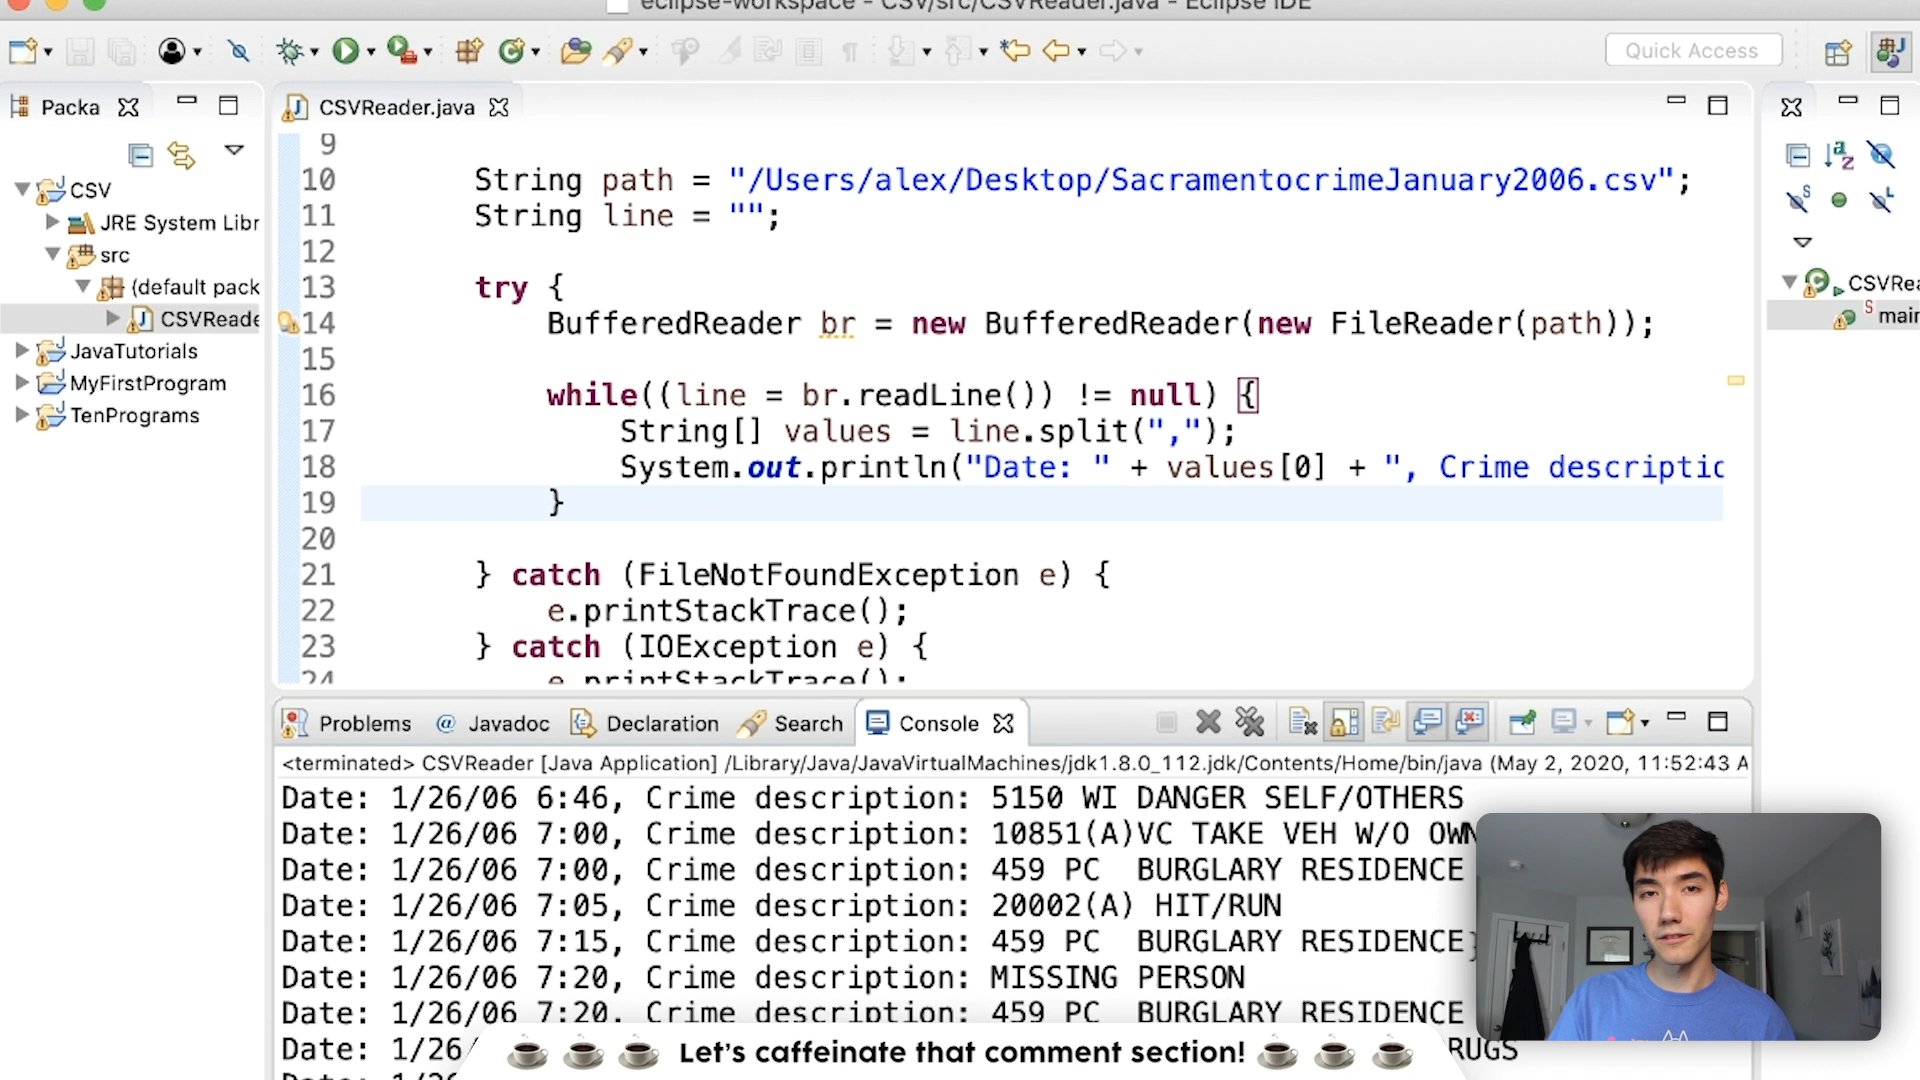 eclipse-workspace - CSV/src/CSVReader.java - Eclipse IDE
Quick Access
Packa
CSVReader.java
CSV
JRE System Libr
src
(default pack
CSVReade
JavaTutorials
MyFirstProgram
TenPrograms
9
10 String path = "/Users/alex/Desktop/SacramentocrimeJanuary2006.csv";
11 String line = "";
12
13 try {
14 BufferedReader br = new BufferedReader(new FileReader(path));
15
16 while((line = br.readLine()) != null) {
17 String[] values = line.split(",");
18 System.out.println("Date: " + values[0] + ", Crime descriptio
19 }
20
21 } catch (FileNotFoundException e) {
22 e.printStackTrace();
23 } catch (IOException e) {
24 e.printStackTrace();
CSVRea
main
Problems @ Javadoc Declaration Search Console
<terminated> CSVReader [Java Application] /Library/Java/JavaVirtualMachines/jdk1.8.0_112.jdk/Contents/Home/bin/java (May 2, 2020, 11:52:43 A
Date: 1/26/06 6:46, Crime description: 5150 WI DANGER SELF/OTHERS
Date: 1/26/06 7:00, Crime description: 10851(A)VC TAKE VEH W/O OWN
Date: 1/26/06 7:00, Crime description: 459 PC  BURGLARY RESIDENCE
Date: 1/26/06 7:05, Crime description: 20002(A) HIT/RUN
Date: 1/26/06 7:15, Crime description: 459 PC  BURGLARY RESIDENCE
Date: 1/26/06 7:20, Crime description: MISSING PERSON
Date: 1/26/06 7:20, Crime description: 459 PC  BURGLARY RESIDENCE
Date: 1/26
RUGS
Let's caffeinate that comment section!